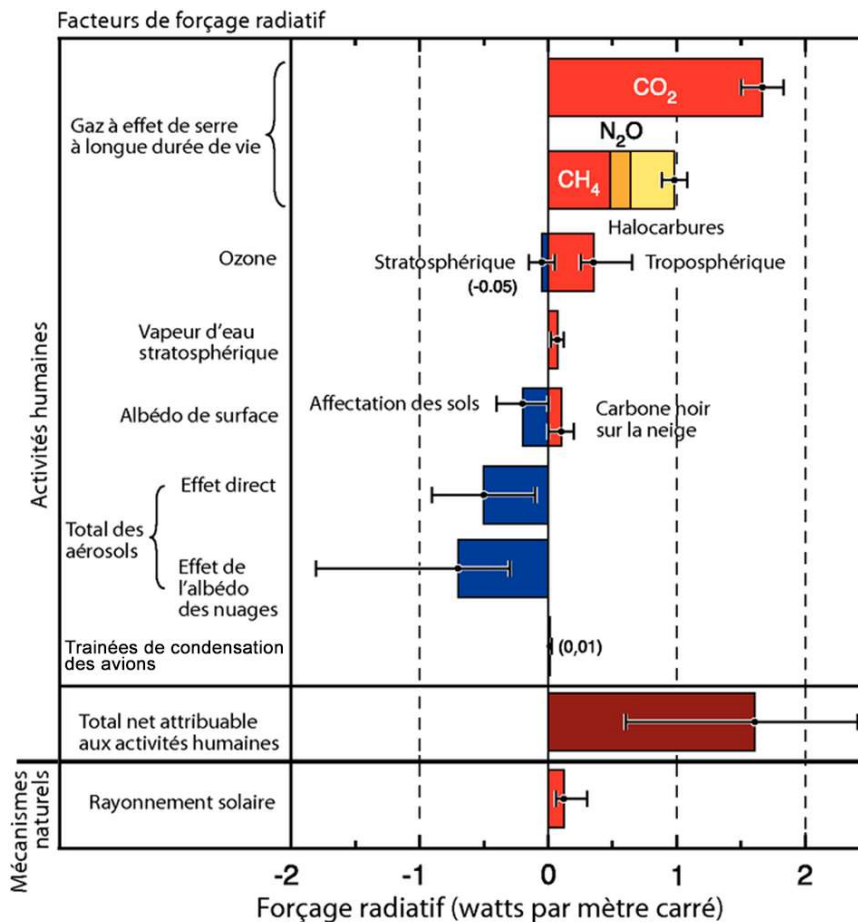 Facteurs de forçage radiatif
Activités humaines
Gaz à effet de serre
à longue durée de vie
CO2
N2O
CH4
Halocarbures
Ozone
Stratosphérique
(-0.05)
Troposphérique
Vapeur d'eau
stratosphérique
Albédo de surface
Affectation des sols
Carbone noir
sur la neige
Total des
aérosols
Effet direct
Effet de
l'albédo
des nuages
Trainées de condensation
des avions
(0,01)
Total net attribuable
aux activités humaines
Mécanismes
naturels
Rayonnement solaire
-2 -1 0 1 2
Forçage radiatif (watts par mètre carré)